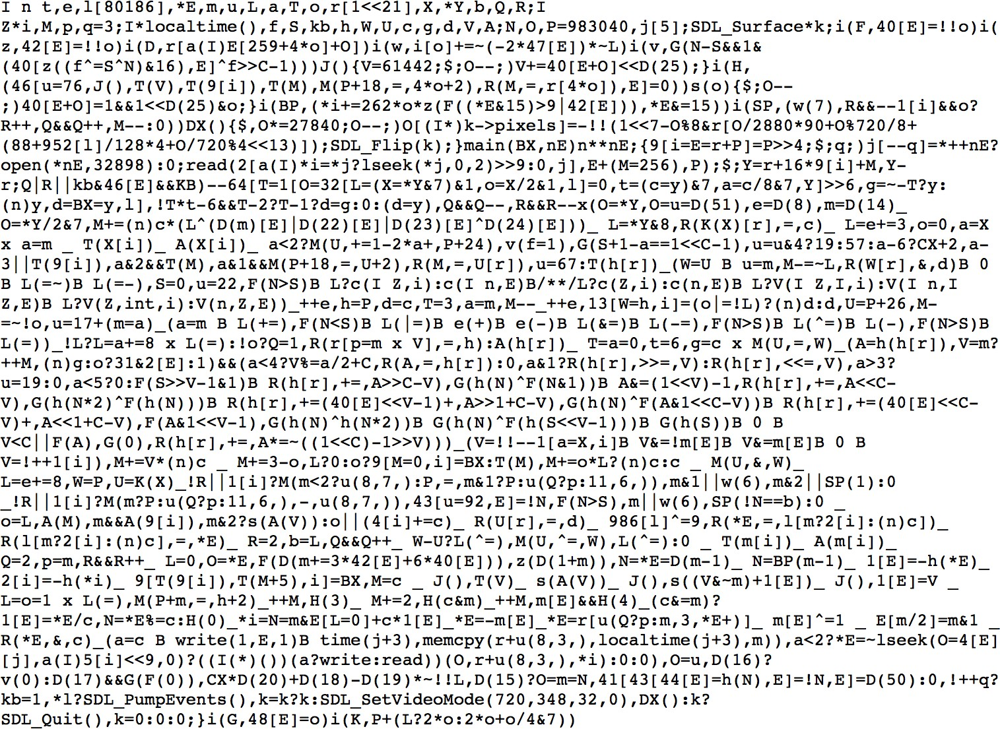 I n t,e,l[80186],*E,m,u,L,a,T,o,r[1<<21],X,*Y,b,Q,R;I
Z*i,M,p,q=3;I*localtime(),f,S,kb,h,W,U,c,g,d,V,A;N,O,P=983040,j[5];SDL_Surface*k;i(F,40[E]=!!o)i(
z,42[E]=!!o)i(D,r[a(I)E[259+4*o]+O])i(w,i[o]+=~(-2*47[E])*~L)i(v,G(N-S&&1&
(40[z((f^=S^N)&16),E]^f>>C-1)))J(){V=61442;$;O--;)V+=40[E+O]<<D(25);}i(H,
(46[u=76,J(),T(V),T(9[i]),T(M),M(P+18,=,4*o+2),R(M,=,r[4*o]),E]=0))s(o){$;O--
;)40[E+O]=1&&1<<D(25)&o;}i(BP,(*i+=262*o*z(F((*E&15)>9|42[E])),*E&=15))i(SP,(w(7),R&&--1[i]&&o?
R++,Q&&Q++,M--:0))DX(){$,O*=27840;O--;)O[(I*)k->pixels]=-!!(1<<7-O%8&r[O/2880*90+O%720/8+
(88+952[l]/128*4+O/720%4<<13)]);SDL_Flip(k);}main(BX,nE)n**nE;{9[i=E=r+P]=P>>4;$;q;)j[--q]=*++nE?
open(*nE,32898):0;read(2[a(I)*i=*j?lseek(*j,0,2)>>9:0,j],E+(M=256),P);$;Y=r+16*9[i]+M,Y-
r;Q|R||kb&46[E]&&KB)--64[T=1[O=32[L=(X=*Y&7)&1,o=X/2&1,l]=0,t=(c=y)&7,a=c/8&7,Y]>>6,g=~-T?y:
(n)y,d=BX=y,l],!T*t-6&&T-2?T-1?d=g:0:(d=y),Q&&Q--,R&&R--x(O=*Y,O=u=D(51),e=D(8),m=D(14)_
O=*Y/2&7,M+=(n)c*(L^(D(m)[E]|D(22)[E]|D(23)[E]^D(24)[E]))_ L=*Y&8,R(K(X)[r],=,c)_ L=e+=3,o=0,a=X
x a=m _ T(X[i])_ A(X[i])_ a<2?M(U,+=1-2*a+,P+24),v(f=1),G(S+1-a==1<<C-1),u=u&4?19:57:a-6?CX+2,a-
3||T(9[i]),a&2&&T(M),a&1&&M(P+18,=,U+2),R(M,=,U[r]),u=67:T(h[r])_(W=U B u=m,M-=~L,R(W[r],&,d)B 0
B L(=~)B L(=-),S=0,u=22,F(N>S)B L?c(I Z,i):c(I n,E)B/**/L?c(Z,i):c(n,E)B L?V(I Z,I,i):V(I n,I
Z,E)B L?V(Z,int,i):V(n,Z,E))_++e,h=P,d=c,T=3,a=m,M--_++e,13[W=h,i]=(o|=!L)?(n)d:d,U=P+26,M-
=~!o,u=17+(m=a)_(a=m B L(+=),F(N<S)B L(|=)B e(+)B e(-)B L(&=)B L(-=),F(N>S)B L(^=)B L(-),F(N>S)B
L(=))_!L?L=a+=8 x L(=):!o?Q=1,R(r[p=m x V],=,h):A(h[r])_ T=a=0,t=6,g=c x M(U,=,W)_(A=h(h[r]),V=m?
++M,(n)g:o?31&2[E]:1)&&(a<4?V%=a/2+C,R(A,=,h[r]):0,a&1?R(h[r],>>=,V):R(h[r],<<=,V),a>3?
u=19:0,a<5?0:F(S>>V-1&1)B R(h[r],+=,A>>C-V),G(h(N)^F(N&1))B A&=(1<<V)-1,R(h[r],+=,A<<C-
V),G(h(N*2)^F(h(N)))B R(h[r],+=(40[E]<<V-1)+,A>>1+C-V),G(h(N)^F(A&1<<C-V))B R(h[r],+=(40[E]<<C-
V)+,A<<1+C-V),F(A&1<<V-1),G(h(N)^h(N*2))B G(h(N)^F(h(S<<V-1)))B G(h(S))B 0 B
V<C||F(A),G(0),R(h[r],+=,A*=~((1<<C)-1>>V)))_(V=!!--1[a=X,i]B V&=!m[E]B V&=m[E]B 0 B
V=!++1[i]),M+=V*(n)c _ M+=3-o,L?0:o?9[M=0,i]=BX:T(M),M+=o*L?(n)c:c _ M(U,&,W)_
L=e+=8,W=P,U=K(X)_!R||1[i]?M(m<2?u(8,7,):P,=,m&1?P:u(Q?p:11,6,)),m&1||w(6),m&2||SP(1):0
_!R||1[i]?M(m?P:u(Q?p:11,6,),-,u(8,7,)),43[u=92,E]=!N,F(N>S),m||w(6),SP(!N==b):0 _
o=L,A(M),m&&A(9[i]),m&2?s(A(V)):o||(4[i]+=c)_ R(U[r],=,d)_ 986[l]^=9,R(*E,=,l[m?2[i]:(n)c])_
R(l[m?2[i]:(n)c],=,*E)_ R=2,b=L,Q&&Q++_ W-U?L(^=),M(U,^=,W),L(^=):0 _ T(m[i])_ A(m[i])_
Q=2,p=m,R&&R++_ L=0,O=*E,F(D(m+=3*42[E]+6*40[E])),z(D(1+m)),N=*E=D(m-1)_ N=BP(m-1)_ 1[E]=-h(*E)_
2[i]=-h(*i)_ 9[T(9[i]),T(M+5),i]=BX,M=c _ J(),T(V)_ s(A(V))_ J(),s((V&~m)+1[E])_ J(),1[E]=V _
L=o=1 x L(=),M(P+m,=,h+2)_++M,H(3)_ M+=2,H(c&m)_++M,m[E]&&H(4)_(c&=m)?
1[E]=*E/c,N=*E%=c:H(0)_*i=N=m&E[L=0]+c*1[E]_*E=-m[E]_*E=r[u(Q?p:m,3,*E+)]_ m[E]^=1 _ E[m/2]=m&1 _
R(*E,&,c)_(a=c B write(1,E,1)B time(j+3),memcpy(r+u(8,3,),localtime(j+3),m)),a<2?*E=~lseek(O=4[E]
[j],a(I)5[i]<<9,0)?((I(*)())(a?write:read))(O,r+u(8,3,),*i):0:0),O=u,D(16)?
v(0):D(17)&&G(F(0)),CX*D(20)+D(18)-D(19)*~!!L,D(15)?O=m=N,41[43[44[E]=h(N),E]=!N,E]=D(50):0,!++q?
kb=1,*l?SDL_PumpEvents(),k=k?k:SDL_SetVideoMode(720,348,32,0),DX():k?
SDL_Quit(),k=0:0:0;}i(G,48[E]=o)i(K,P+(L?2*o:2*o+o/4&7))